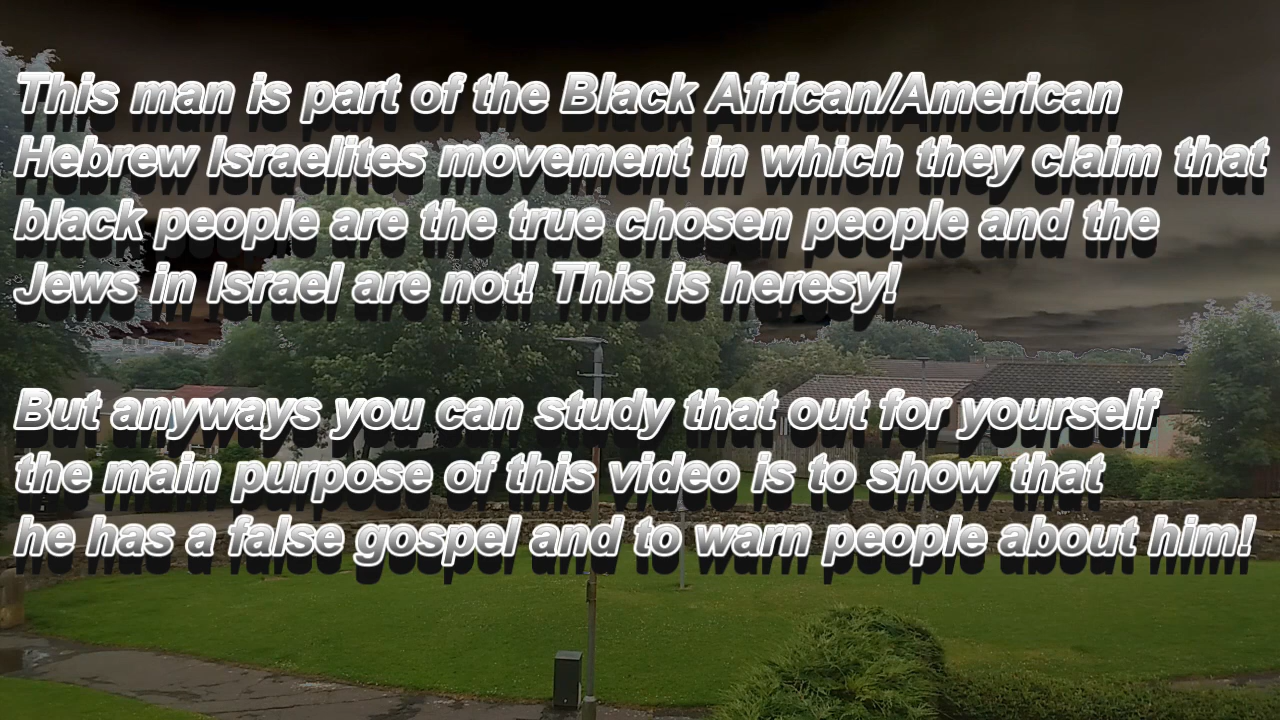 This man is part of the Black African/American
Hebrew Israelites movement in which they claim that
black people are the true chosen people and the
Jews in Israel are not! This is heresy!
But anyways you can study that out for yourself
the main purpose of this video is to show that
he has a false gospel and to warn people about him!